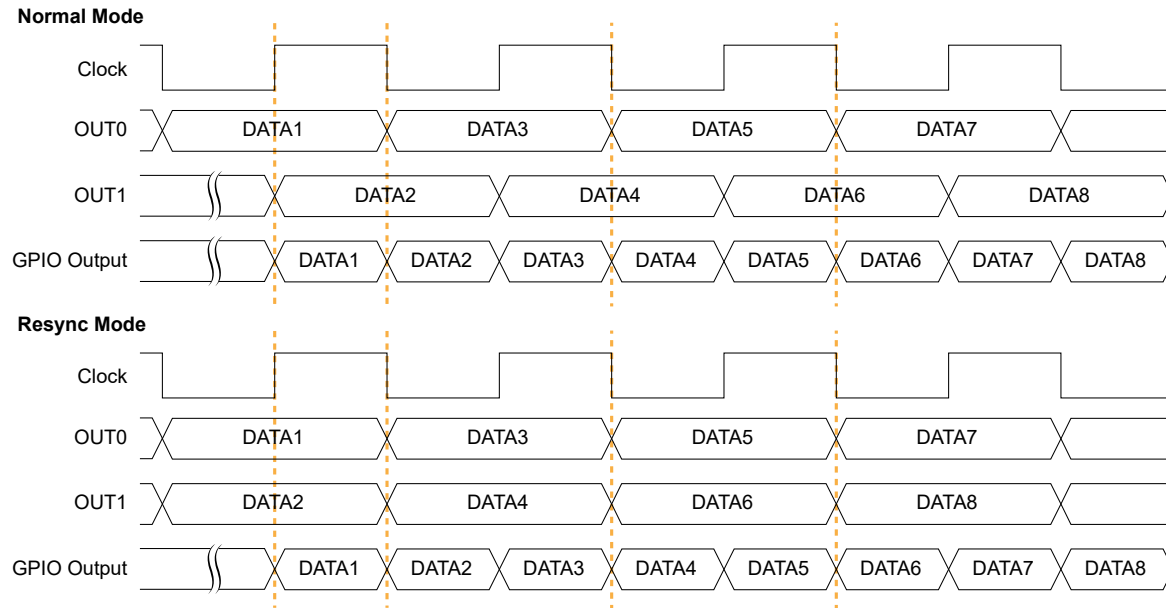 Normal Mode
Clock
OUT0 DATA1 DATA3 DATA5 DATA7
OUT1 DATA2 DATA4 DATA6 DATA8
GPIO Output DATA1 DATA2 DATA3 DATA4 DATA5 DATA6 DATA7 DATA8
Resync Mode
Clock
OUT0 DATA1 DATA3 DATA5 DATA7
OUT1 DATA2 DATA4 DATA6 DATA8
GPIO Output DATA1 DATA2 DATA3 DATA4 DATA5 DATA6 DATA7 DATA8